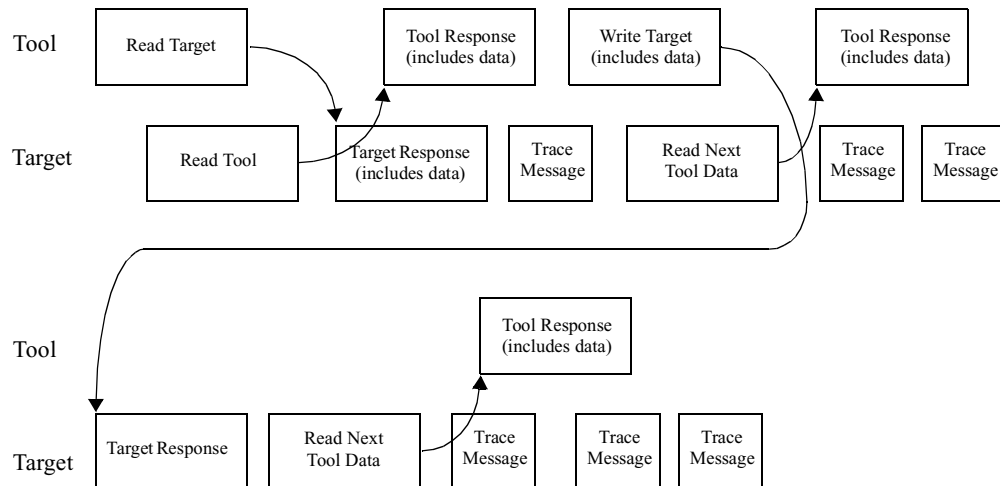 Tool
Read Target
Tool Response
(includes data)
Write Target
(includes data)
Tool Response
(includes data)
Target
Read Tool
Target Response
(includes data)
Trace
Message
Read Next
Tool Data
Trace
Message
Trace
Message
Tool
Tool Response
(includes data)
Target
Target Response
Read Next
Tool Data
Trace
Message
Trace
Message
Trace
Message